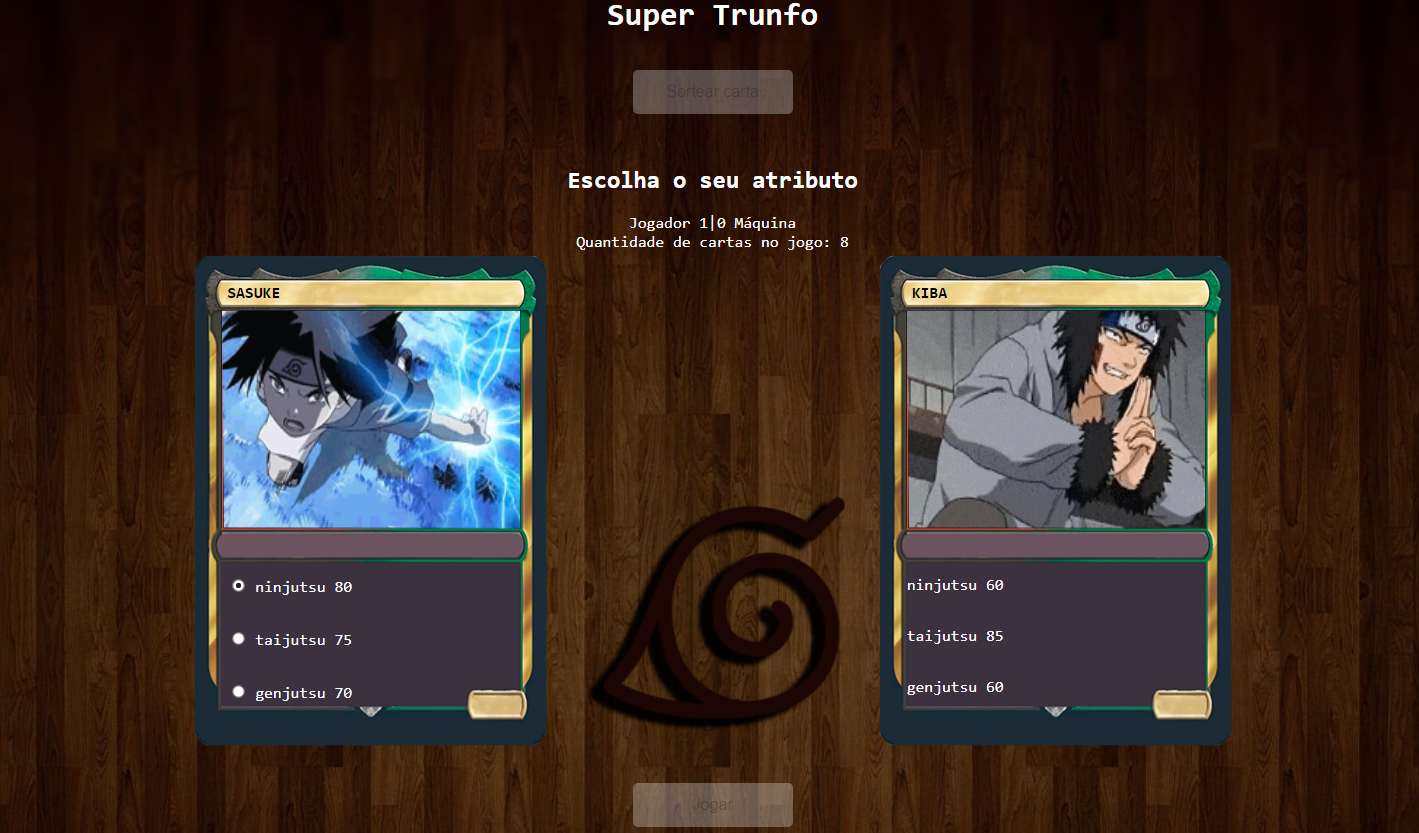 Super Trunfo
Sortear carta
Escolha o seu atributo
Jogador 1|0 Máquina
Quantidade de cartas no jogo: 8
SASUKE
ninjutsu 80
taijutsu 75
genjutsu 70
KIBA
ninjutsu 60
taijutsu 85
genjutsu 60
Jogar